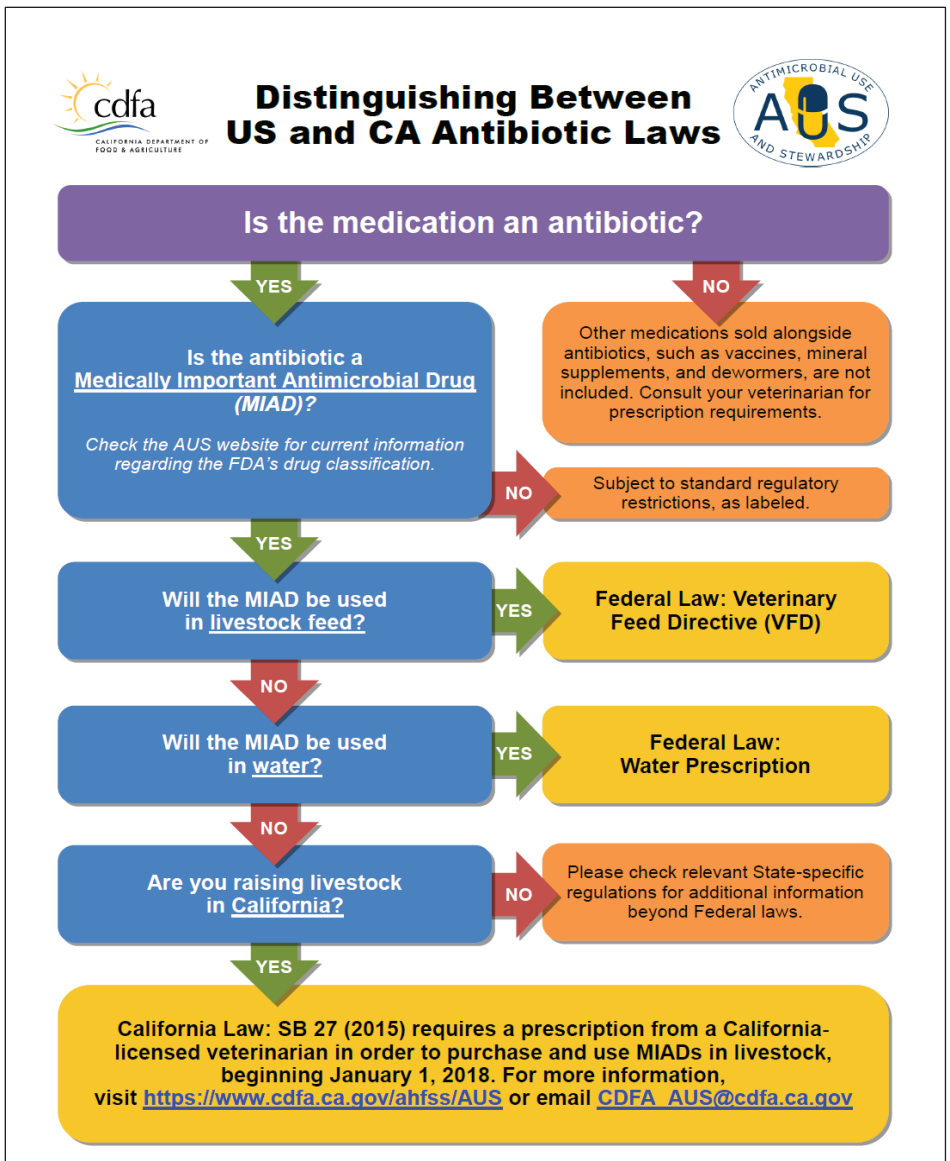 cdfa
CALIFORNIA DEPARTMENT OF
FOOD & AGRICULTURE
Distinguishing Between
US and CA Antibiotic Laws
ANTIMICROBIAL USE
AUS
AND STEWARDSHIP
Is the medication an antibiotic?
YES
NO
Is the antibiotic a
Medically Important Antimicrobial Drug
(MIAD)?
Check the AUS website for current information
regarding the FDA's drug classification.
Other medications sold alongside
antibiotics, such as vaccines, mineral
supplements, and dewormers, are not
included. Consult your veterinarian for
prescription requirements.
NO
Subject to standard regulatory
restrictions, as labeled.
YES
Will the MIAD be used
in livestock feed?
YES
Federal Law: Veterinary
Feed Directive (VFD)
NO
Will the MIAD be used
in water?
YES
Federal Law:
Water Prescription
NO
Are you raising livestock
in California?
NO
Please check relevant State-specific
regulations for additional information
beyond Federal laws.
YES
California Law: SB 27 (2015) requires a prescription from a California-
licensed veterinarian in order to purchase and use MIADs in livestock,
beginning January 1, 2018. For more information,
visit https://www.cdfa.ca.gov/ahfss/AUS or email CDFA_AUS@cdfa.ca.gov